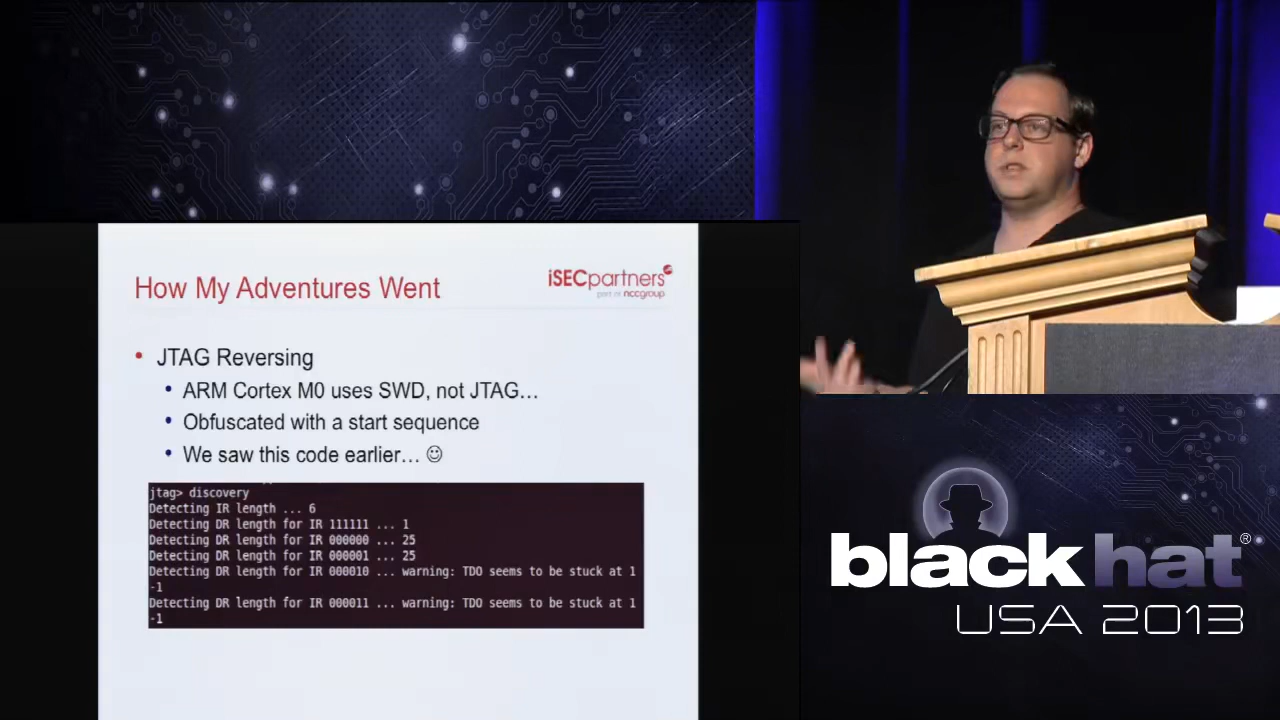 How My Adventures Went
iSECpartners
part of nccgroup
• JTAG Reversing
• ARM Cortex M0 uses SWD, not JTAG…
• Obfuscated with a start sequence
• We saw this code earlier… ☺
jtag> discovery
Detecting IR length ... 6
Detecting DR length for IR 111111 ... 1
Detecting DR length for IR 000000 ... 25
Detecting DR length for IR 000001 ... 25
Detecting DR length for IR 000010 ... warning: TDO seems to be stuck at 1
-1
Detecting DR length for IR 000011 ... warning: TDO seems to be stuck at 1
-1
blackhat®
USA 2013